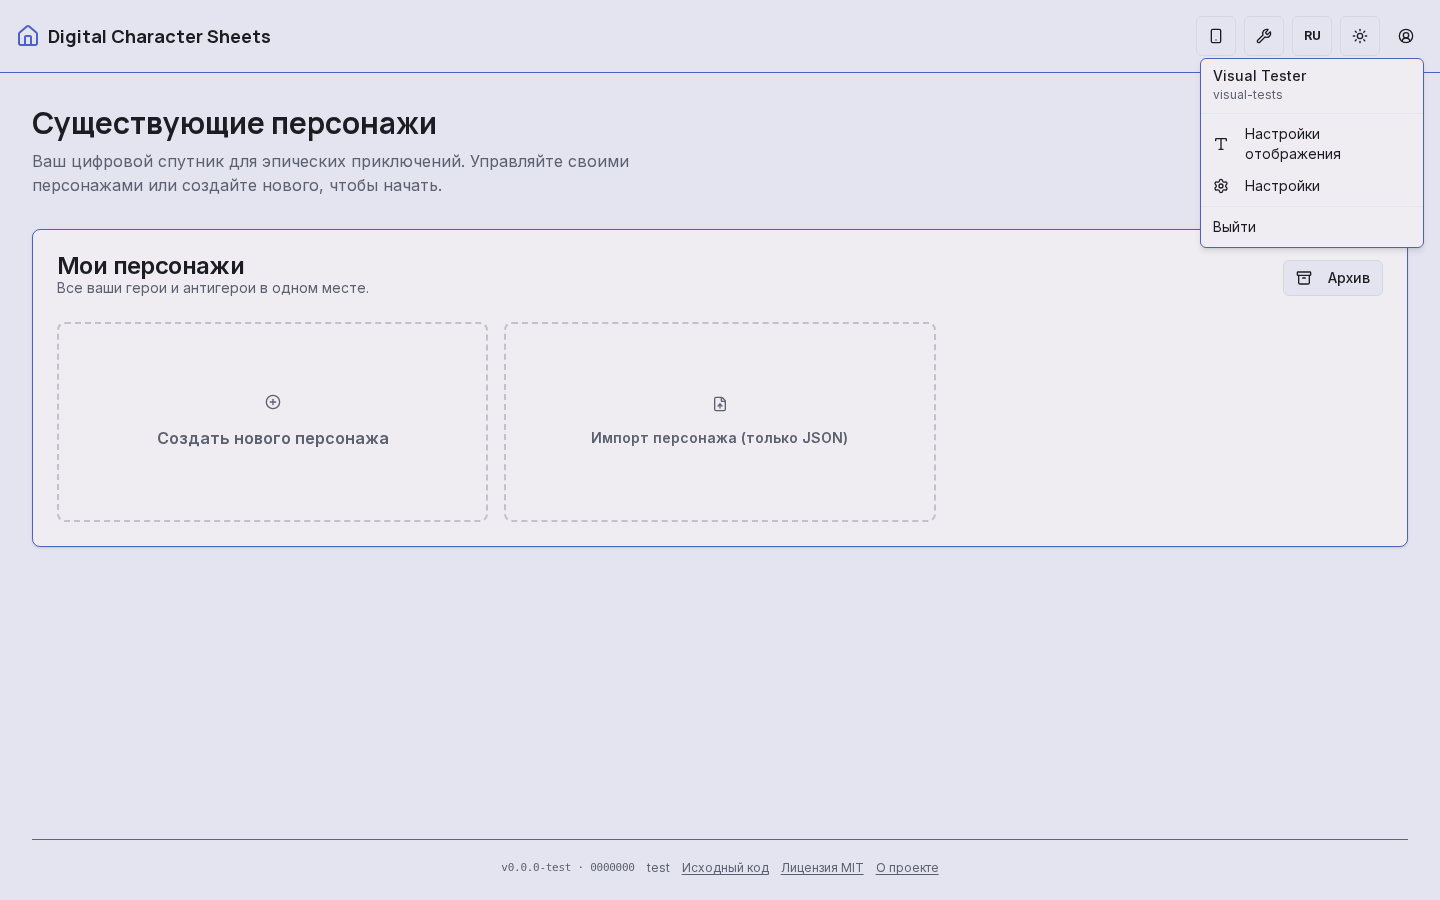 Digital Character Sheets
RU
Visual Tester
visual-tests
Настройки
отображения
Настройки
Выйти
Существующие персонажи
Ваш цифровой спутник для эпических приключений. Управляйте своими
персонажами или создайте нового, чтобы начать.
Мои персонажи
Все ваши герои и антигерои в одном месте.
Архив
Создать нового персонажа
Импорт персонажа (только JSON)
v0.0.0-test · 0000000 test Исходный код Лицензия MIT О проекте